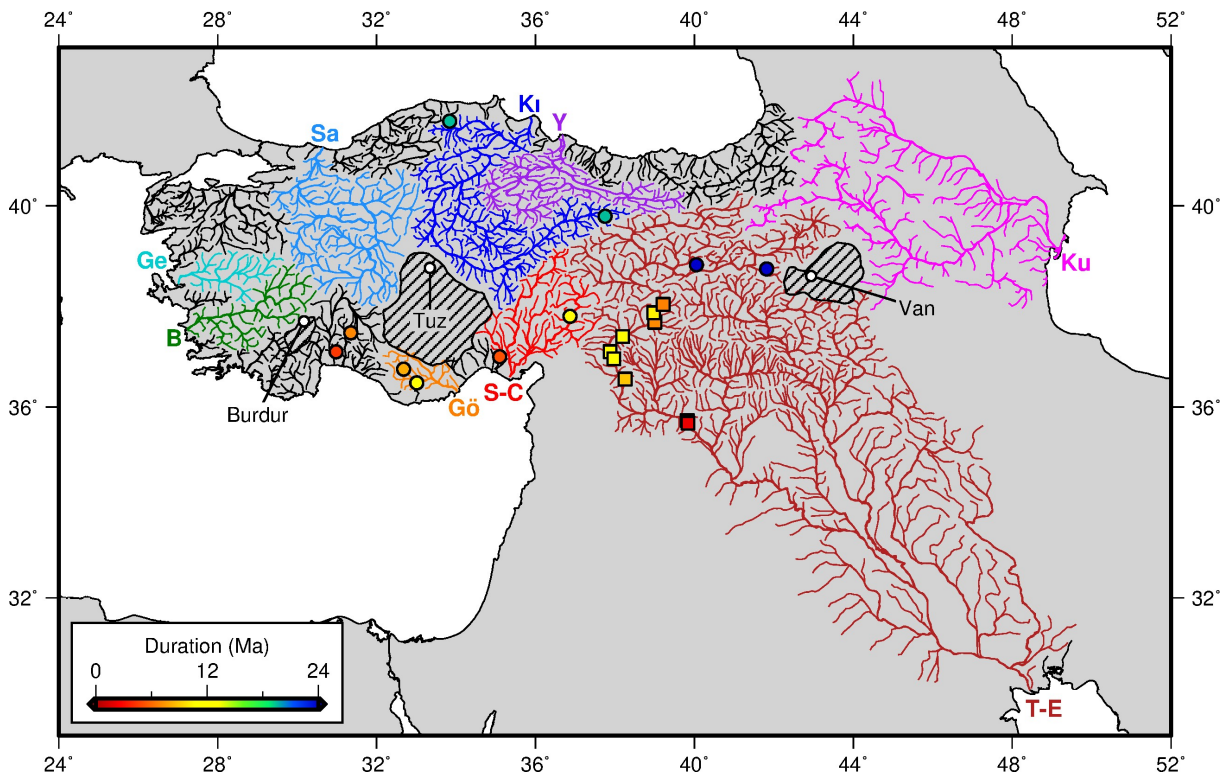 24˚ 28˚ 32˚ 36˚ 40˚ 44˚ 48˚ 52˚
Kı
Sa
Y
40˚ 40˚
Ge
Ku
Van
Tuz
B
S-C
Gö
36˚ 36˚
Burdur
32˚ 32˚
Duration (Ma)
0 12 24
T-E
24˚ 28˚ 32˚ 36˚ 40˚ 44˚ 48˚ 52˚